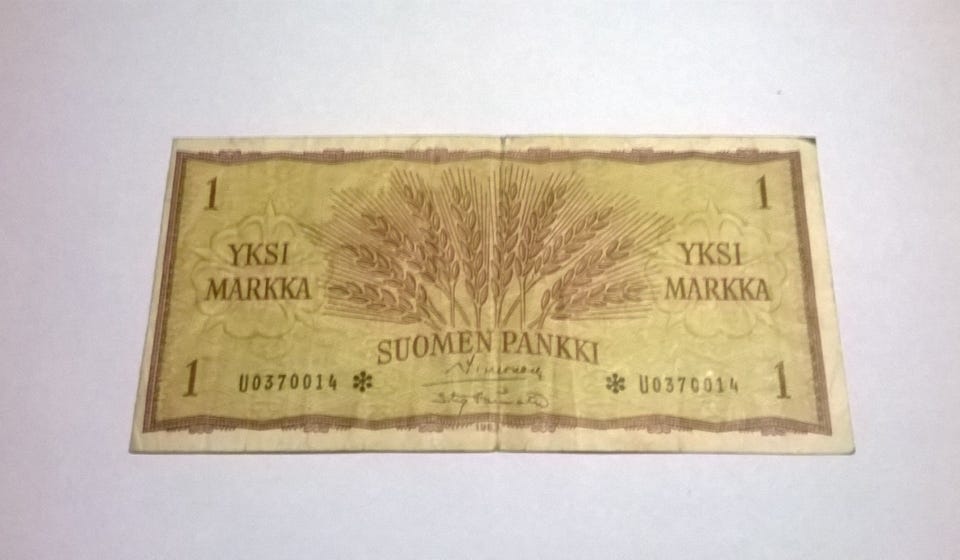 1
1
YKSI
MARKKA
YKSI
MARKKA
SUOMEN PANKKI
1
U0370014 ✻
✻ U0370014
1